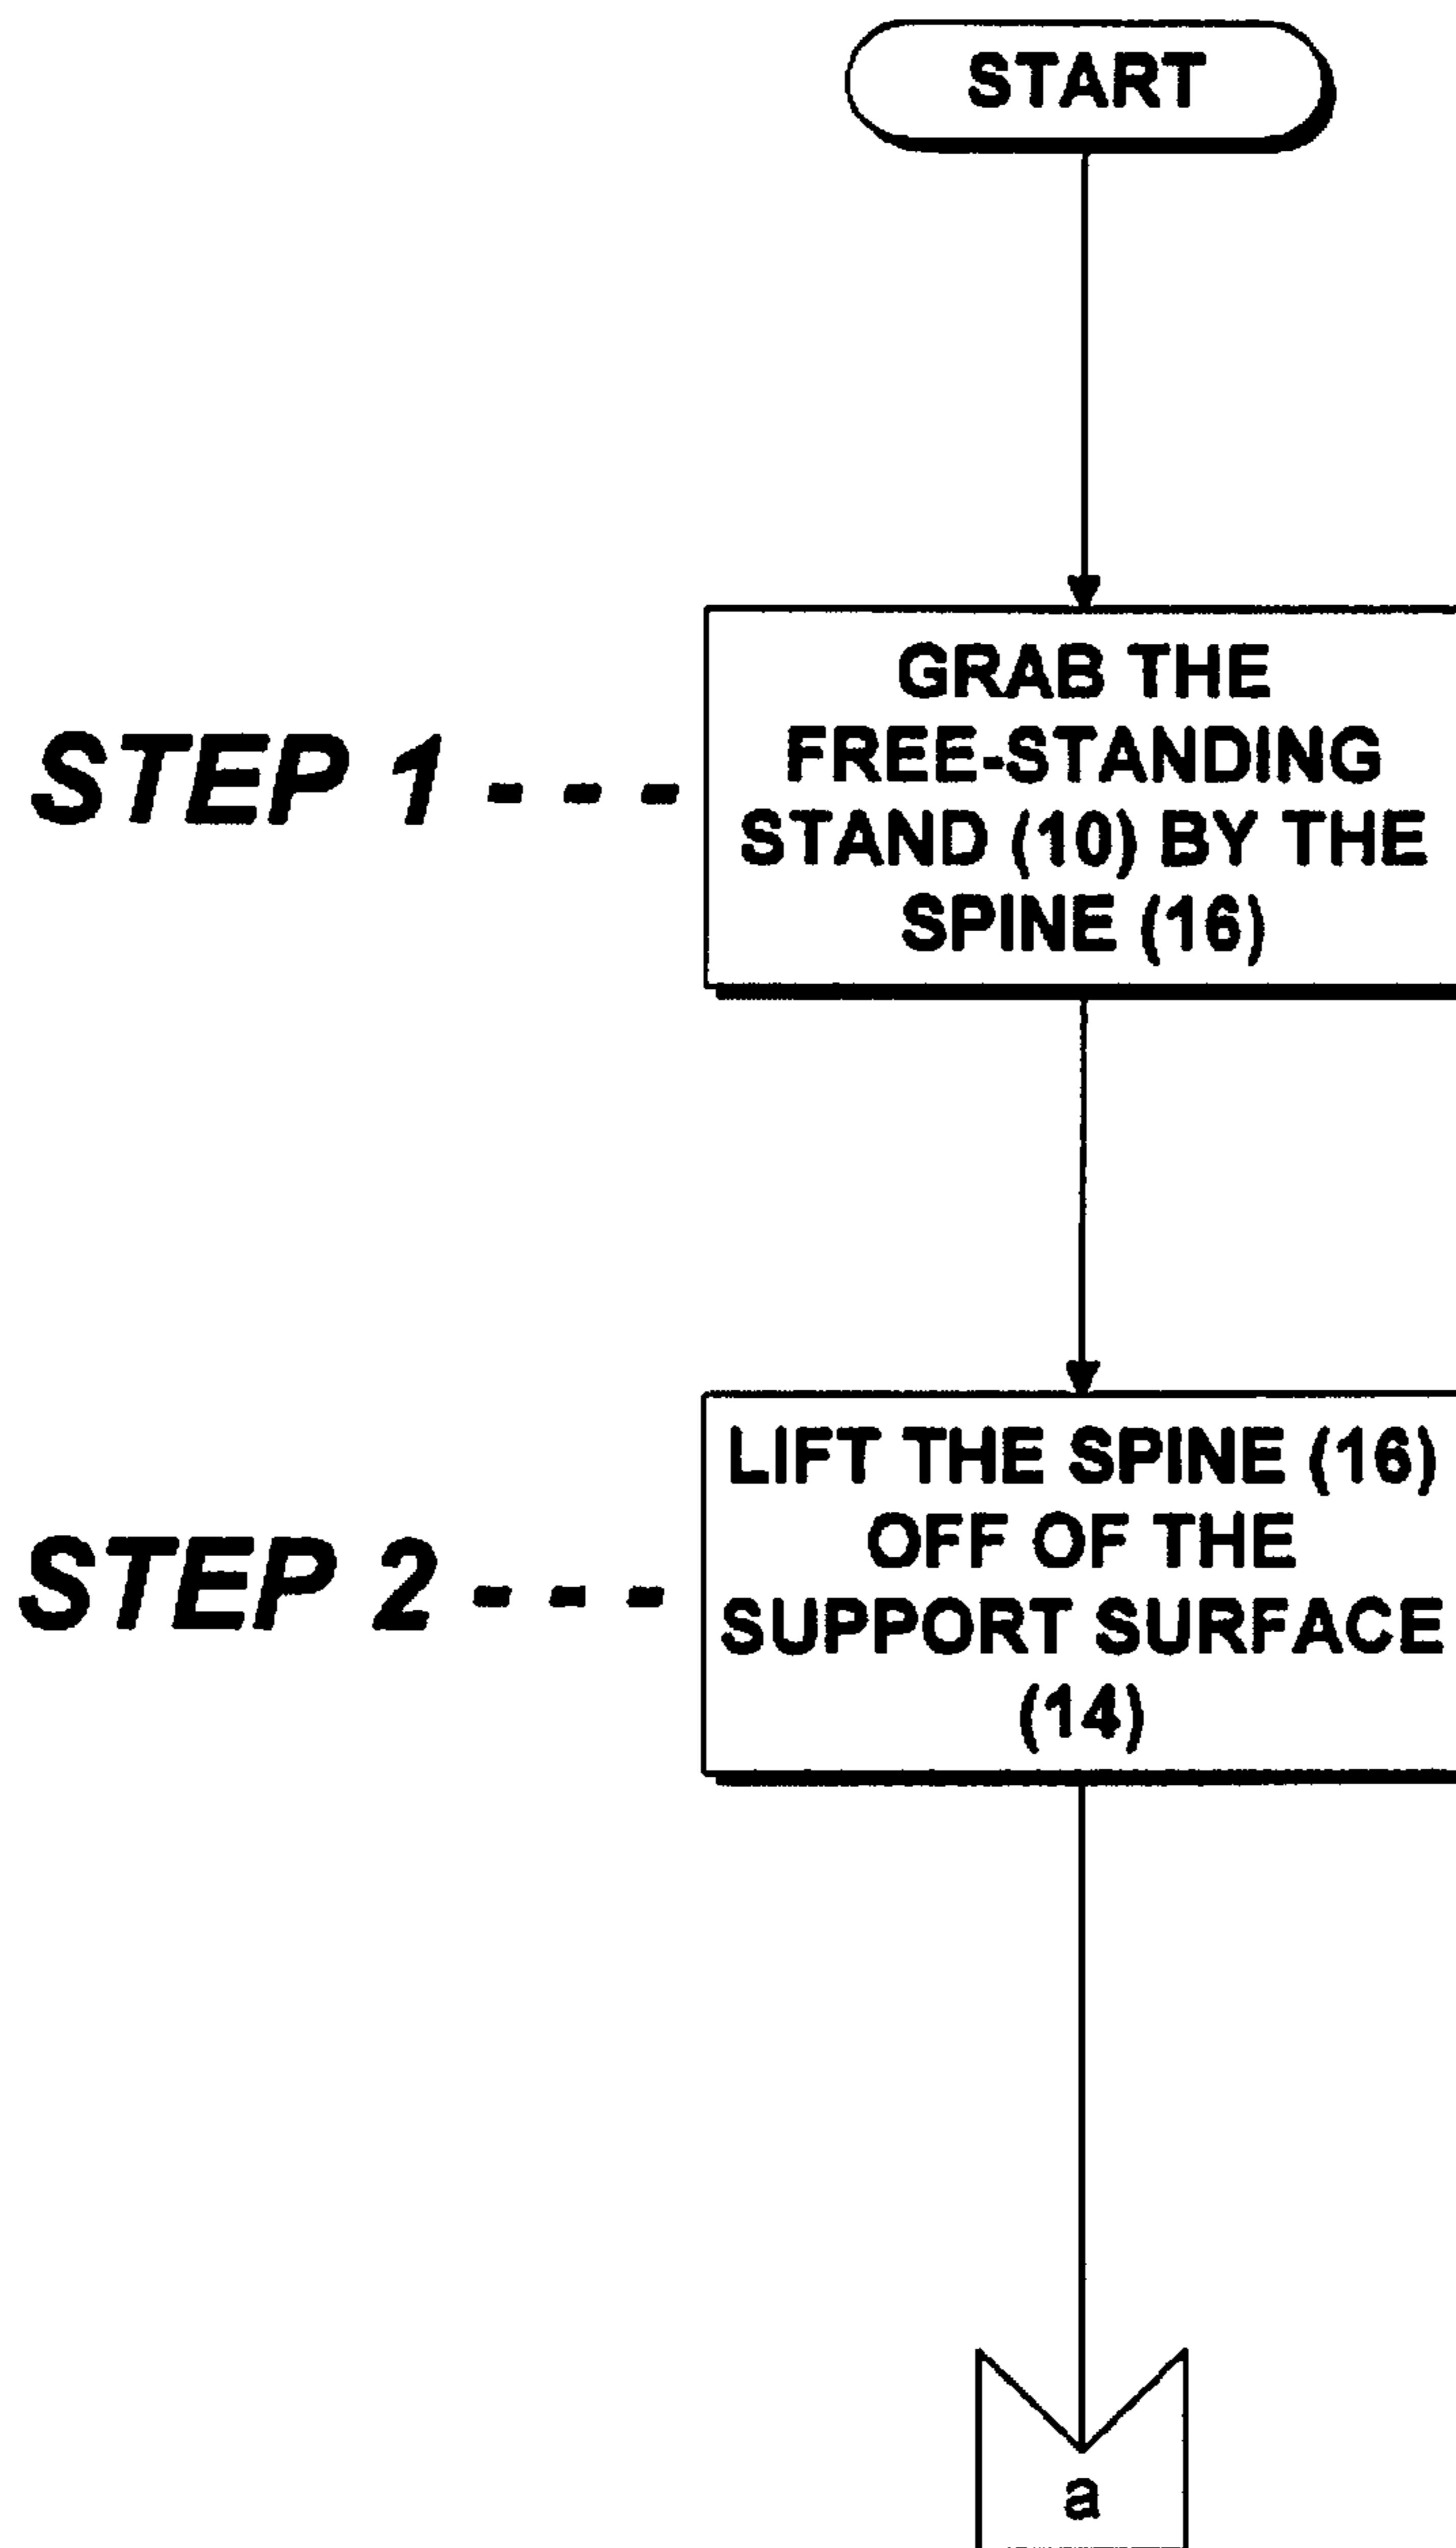 START
STEP 1 - - -
GRAB THE
FREE-STANDING
STAND (10) BY THE
SPINE (16)
STEP 2 - - -
LIFT THE SPINE (16)
OFF OF THE
SUPPORT SURFACE
(14)
a